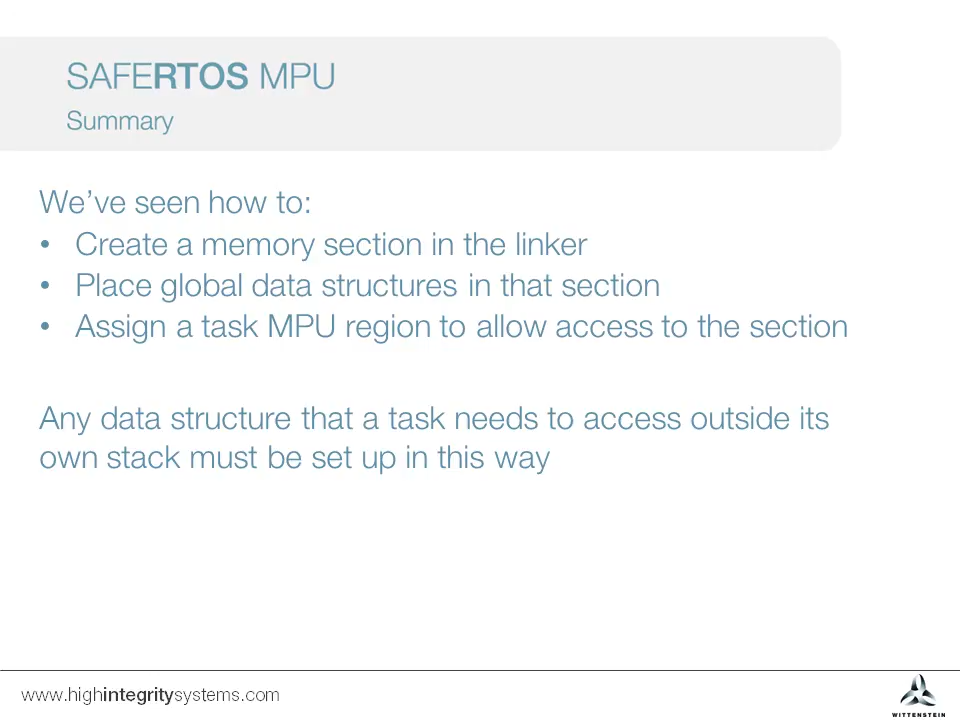 SAFERTOS MPU
Summary
We’ve seen how to:
• Create a memory section in the linker
• Place global data structures in that section
• Assign a task MPU region to allow access to the section
Any data structure that a task needs to access outside its
own stack must be set up in this way
www.highintegritysystems.com
WITTENSTEIN